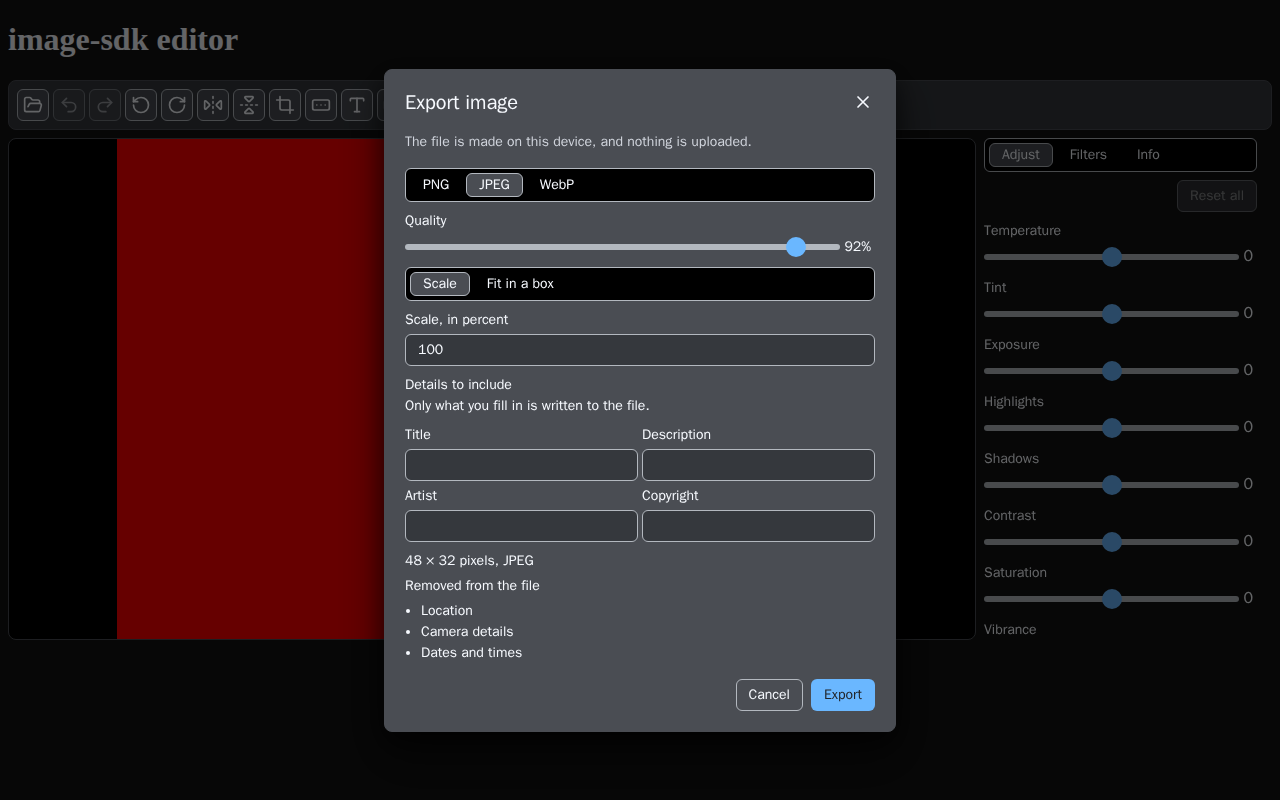 image-sdk editor
Export image
The file is made on this device, and nothing is uploaded.
PNG JPEG WebP
Quality
92%
Scale Fit in a box
Scale, in percent
100
Details to include
Only what you fill in is written to the file.
Title Description
Artist Copyright
48 × 32 pixels, JPEG
Removed from the file
• Location
• Camera details
• Dates and times
Cancel Export
Adjust Filters Info
Reset all
Temperature
0
Tint
0
Exposure
0
Highlights
0
Shadows
0
Contrast
0
Saturation
0
Vibrance